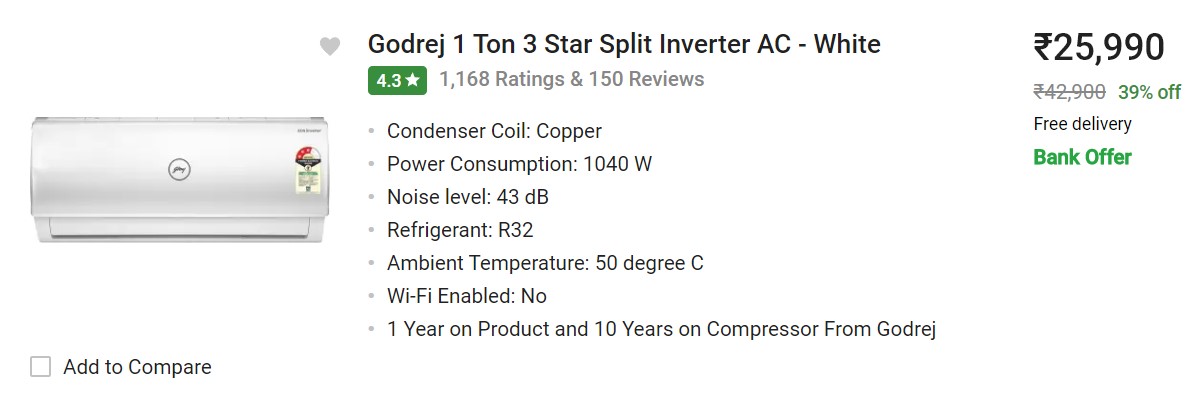 Godrej 1 Ton 3 Star Split Inverter AC - White
4.3★ 1,168 Ratings & 150 Reviews
• Condenser Coil: Copper
• Power Consumption: 1040 W
• Noise level: 43 dB
• Refrigerant: R32
• Ambient Temperature: 50 degree C
• Wi-Fi Enabled: No
• 1 Year on Product and 10 Years on Compressor From Godrej
Add to Compare
₹25,990
₹42,900 39% off
Free delivery
Bank Offer